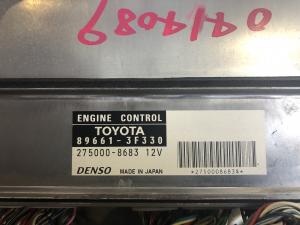 0414089
ENGINE CONTROL
TOYOTA
89661-3F330
275000-8683 12V
DENSO MADE IN JAPAN
*2750008683*